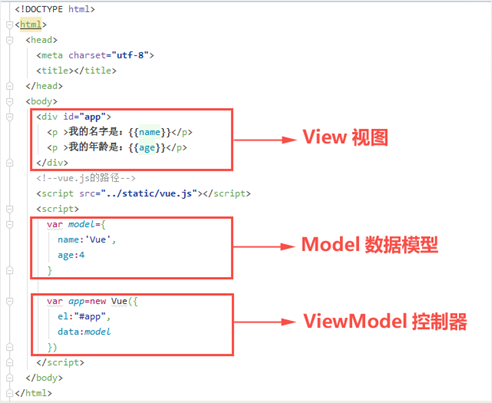 <!DOCTYPE html>
<html>
<head>
<meta charset="utf-8">
<title></title>
</head>
<body>
<div id="app">
<p >我的名字是：{{name}}</p>
<p >我的年龄是：{{age}}</p>
</div>
View 视图
<!--vue.js的路径-->
<script src="../static/vue.js"></script>
<script>
var model={
name:'Vue',
age:4
}
Model 数据模型
var app=new Vue({
el:"#app",
data:model
})
ViewModel 控制器
</script>
</body>
</html>